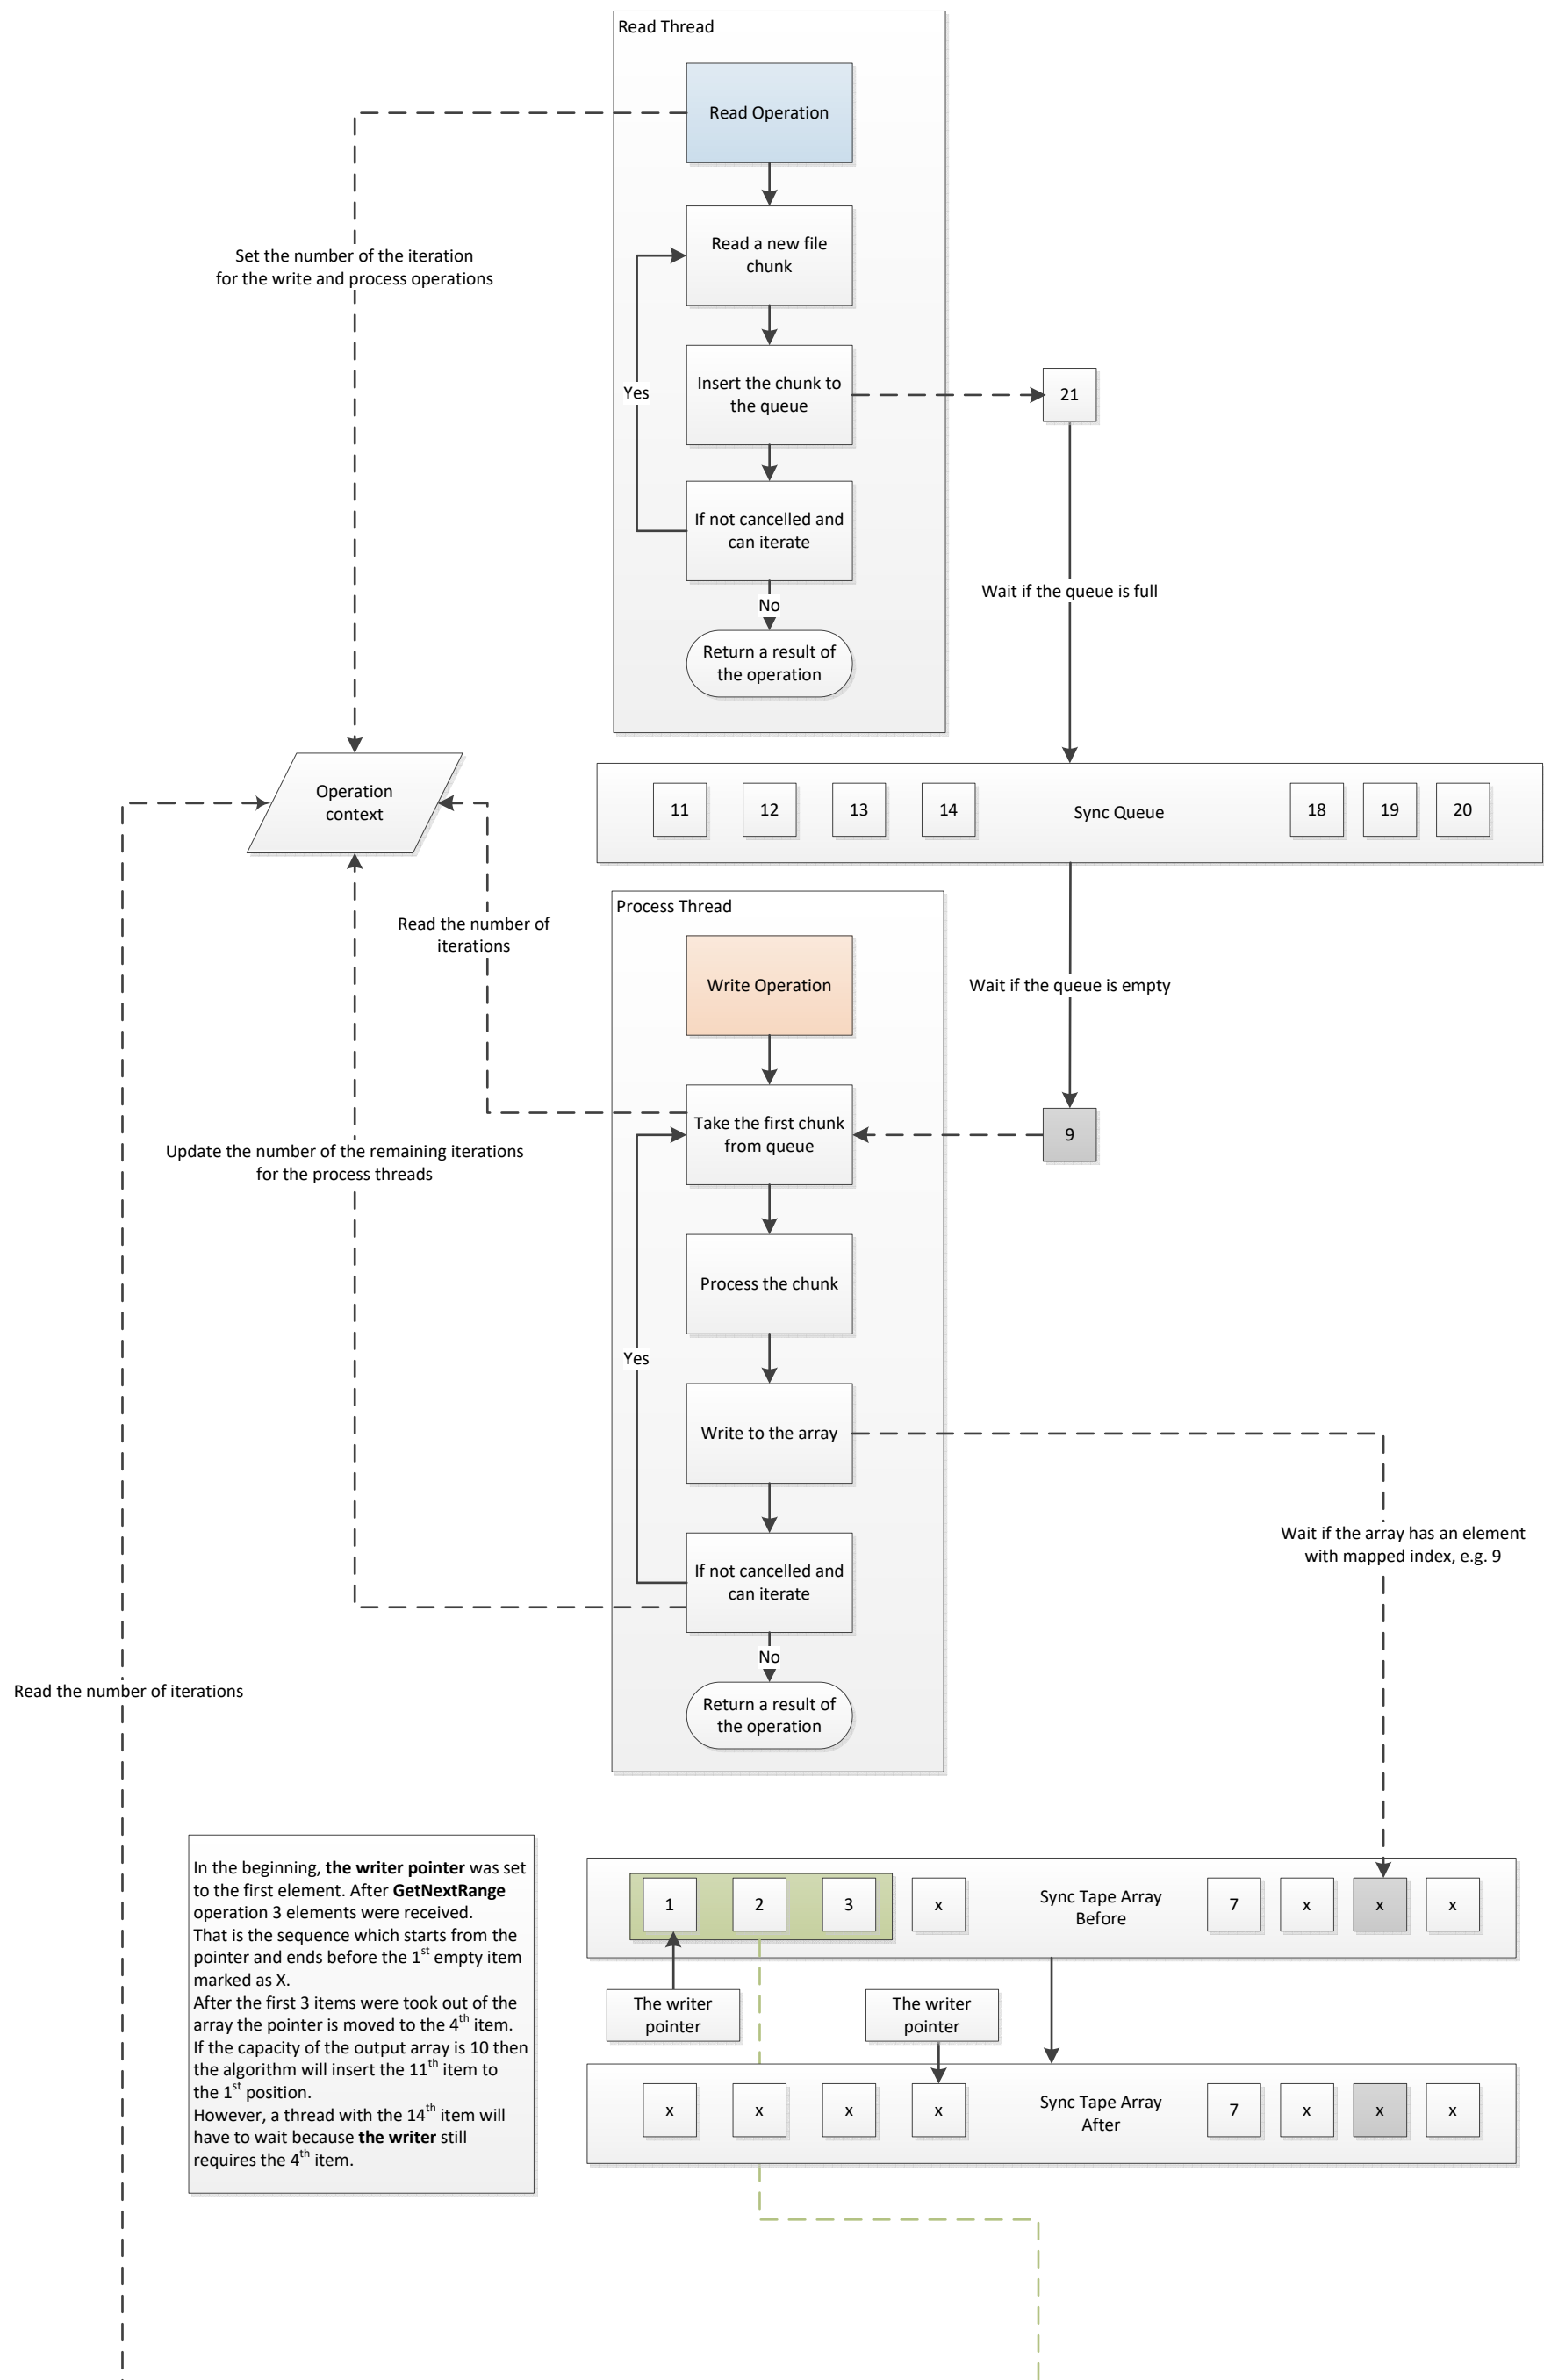 Read Thread
Read Operation
Set the number of the iteration
for the write and process operations
Read a new file
chunk
Insert the chunk to
the queue
21
Yes
If not cancelled and
can iterate
Wait if the queue is full
No
Return a result of
the operation
Operation
context
11 12 13 14 Sync Queue 18 19 20
Process Thread
Read the number of
iterations
Write Operation
Wait if the queue is empty
Take the first chunk
from queue
9
Update the number of the remaining iterations
for the process threads
Process the chunk
Yes
Write to the array
Wait if the array has an element
with mapped index, e.g. 9
If not cancelled and
can iterate
No
Read the number of iterations
Return a result of
the operation
In the beginning, the writer pointer was set
to the first element. After GetNextRange
operation 3 elements were received.
That is the sequence which starts from the
pointer and ends before the 1st empty item
marked as X.
After the first 3 items were took out of the
array the pointer is moved to the 4th item.
If the capacity of the output array is 10 then
the algorithm will insert the 11th item to
the 1st position.
However, a thread with the 14th item will
have to wait because the writer still
requires the 4th item.
1 2 3 x Sync Tape Array
Before
7 x x x
The writer
pointer
The writer
pointer
x x x x Sync Tape Array
After
7 x x x